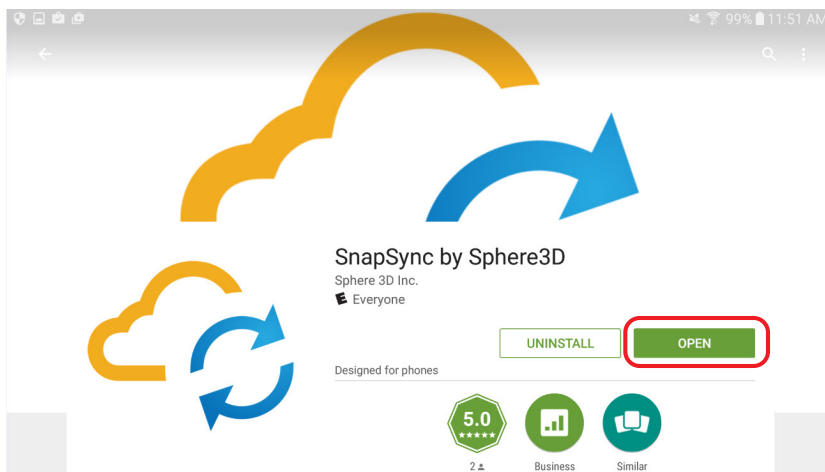 99% 11:51 AM
SnapSync by Sphere3D
Sphere 3D Inc.
E Everyone
UNINSTALL OPEN
Designed for phones
5.0
2 Business Similar